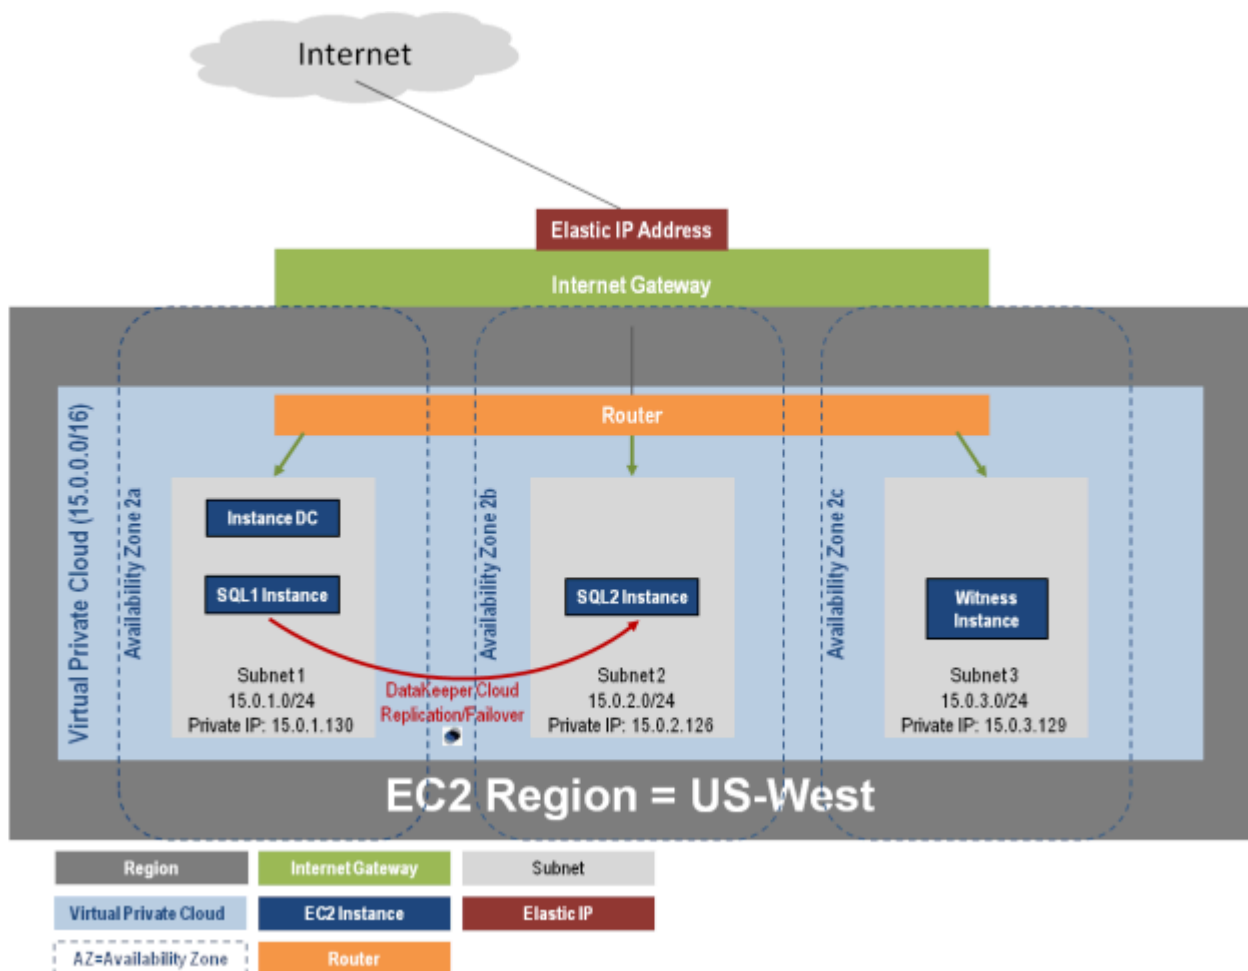 Internet
Elastic IP Address
Internet Gateway
Router
Virtual Private Cloud (15.0.0.0/16)
Availability Zone 2a
Instance DC
SQL1 Instance
Subnet 1
15.0.1.0/24
Private IP: 15.0.1.130
DataKeeper Cloud
Replication/Failover
Availability Zone 2b
SQL2 Instance
Subnet 2
15.0.2.0/24
Private IP: 15.0.2.126
Availability Zone 2c
Witness
Instance
Subnet 3
15.0.3.0/24
Private IP: 15.0.3.129
EC2 Region = US-West
Region
Internet Gateway
Subnet
Virtual Private Cloud
EC2 Instance
Elastic IP
AZ=Availability Zone
Router